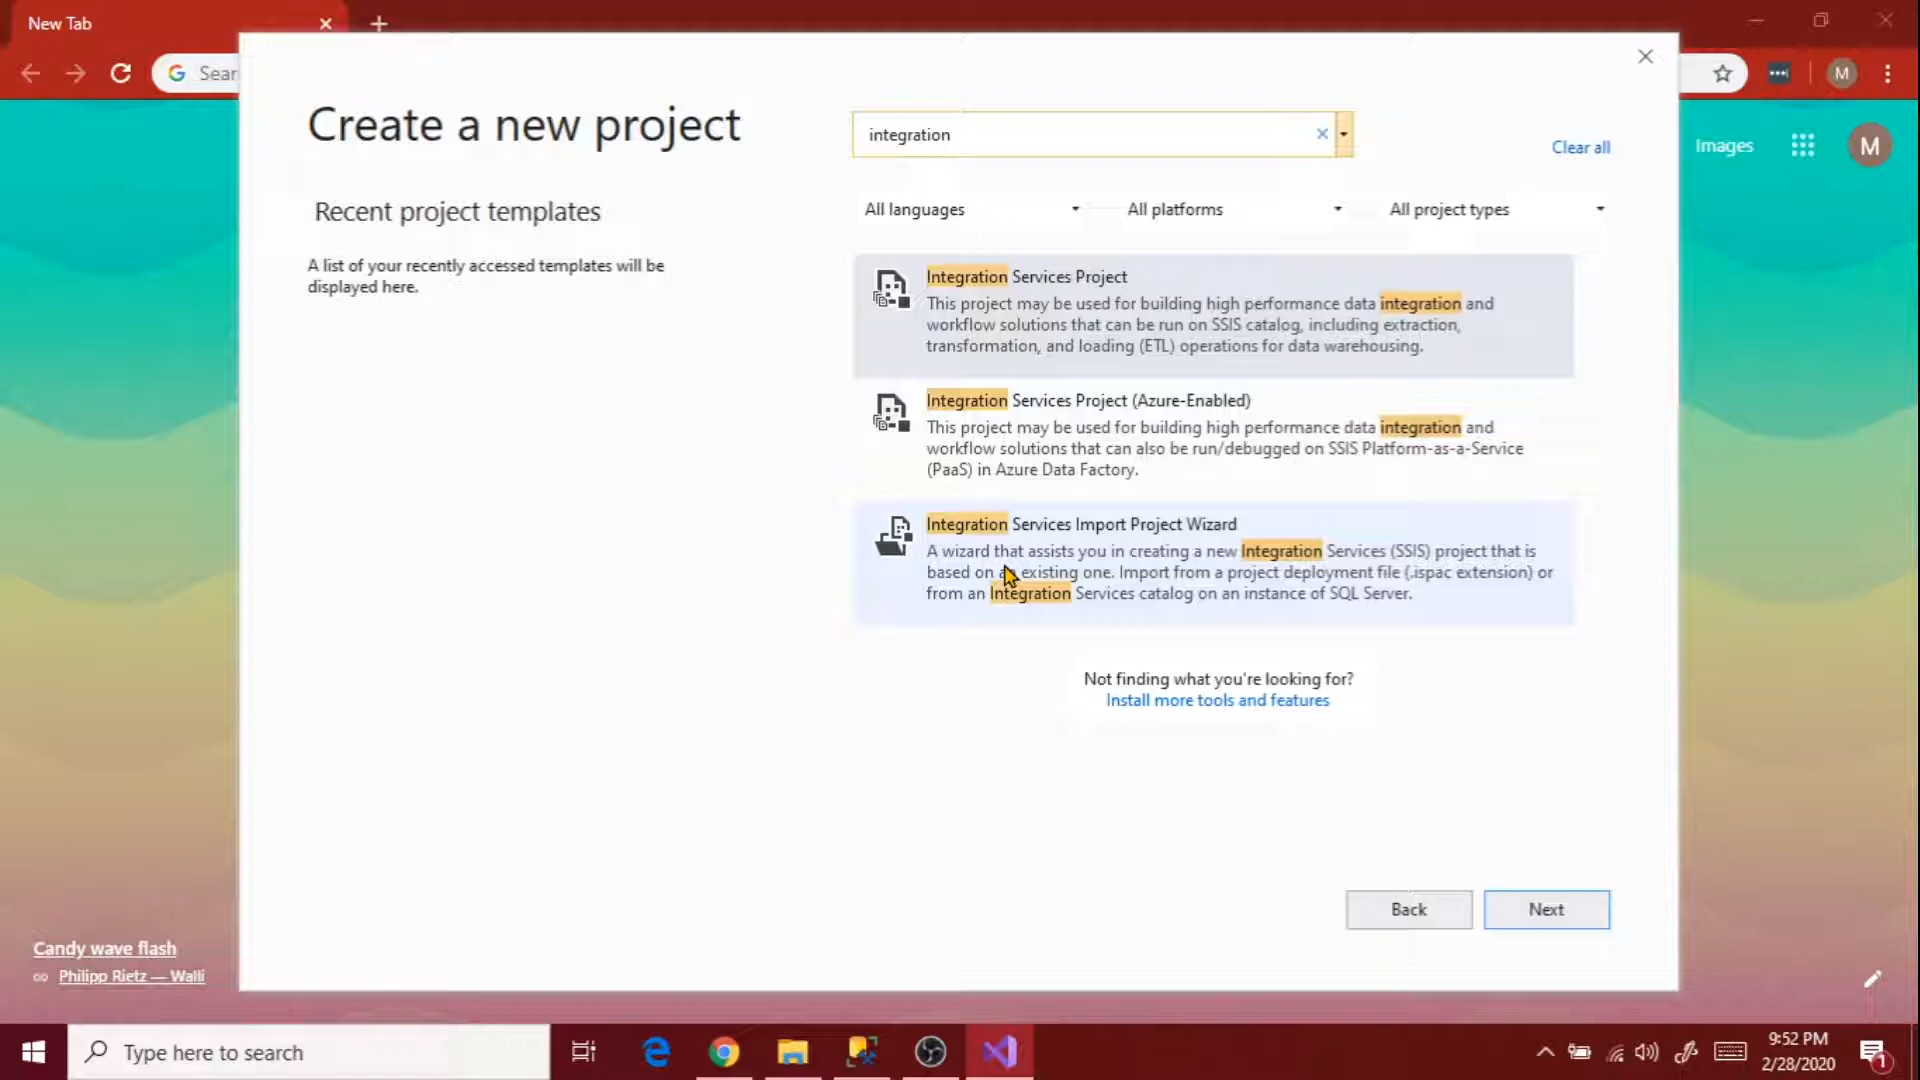 New Tab
Sear
M
Create a new project
integration
Clear all
Images
M
Recent project templates
All languages
All platforms
All project types
A list of your recently accessed templates will be
displayed here.
Integration Services Project
This project may be used for building high performance data integration and
workflow solutions that can be run on SSIS catalog, including extraction,
transformation, and loading (ETL) operations for data warehousing.
Integration Services Project (Azure-Enabled)
This project may be used for building high performance data integration and
workflow solutions that can also be run/debugged on SSIS Platform-as-a-Service
(PaaS) in Azure Data Factory.
Integration Services Import Project Wizard
A wizard that assists you in creating a new Integration Services (SSIS) project that is
based on an existing one. Import from a project deployment file (.ispac extension) or
from an Integration Services catalog on an instance of SQL Server.
Not finding what you're looking for?
Install more tools and features
Back
Next
Candy wave flash
Philipp Rietz — Walli
Type here to search
9:52 PM
2/28/2020
1